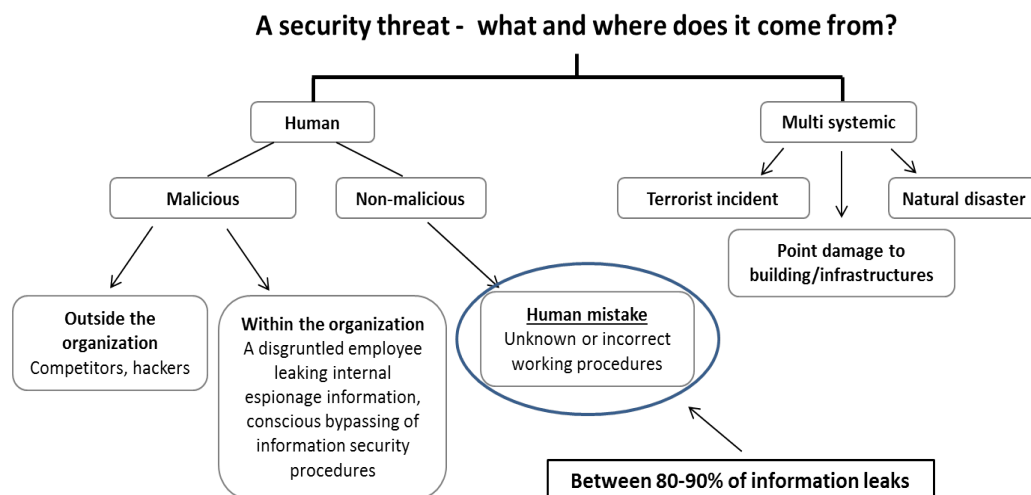 A security threat - what and where does it come from?
Human
Multi systemic
Malicious
Non-malicious
Terrorist incident
Natural disaster
Point damage to
building/infrastructures
Outside the
organization
Competitors, hackers
Within the organization
A disgruntled employee
leaking internal
espionage information,
conscious bypassing of
information security
procedures
Human mistake
Unknown or incorrect
working procedures
Between 80-90% of information leaks